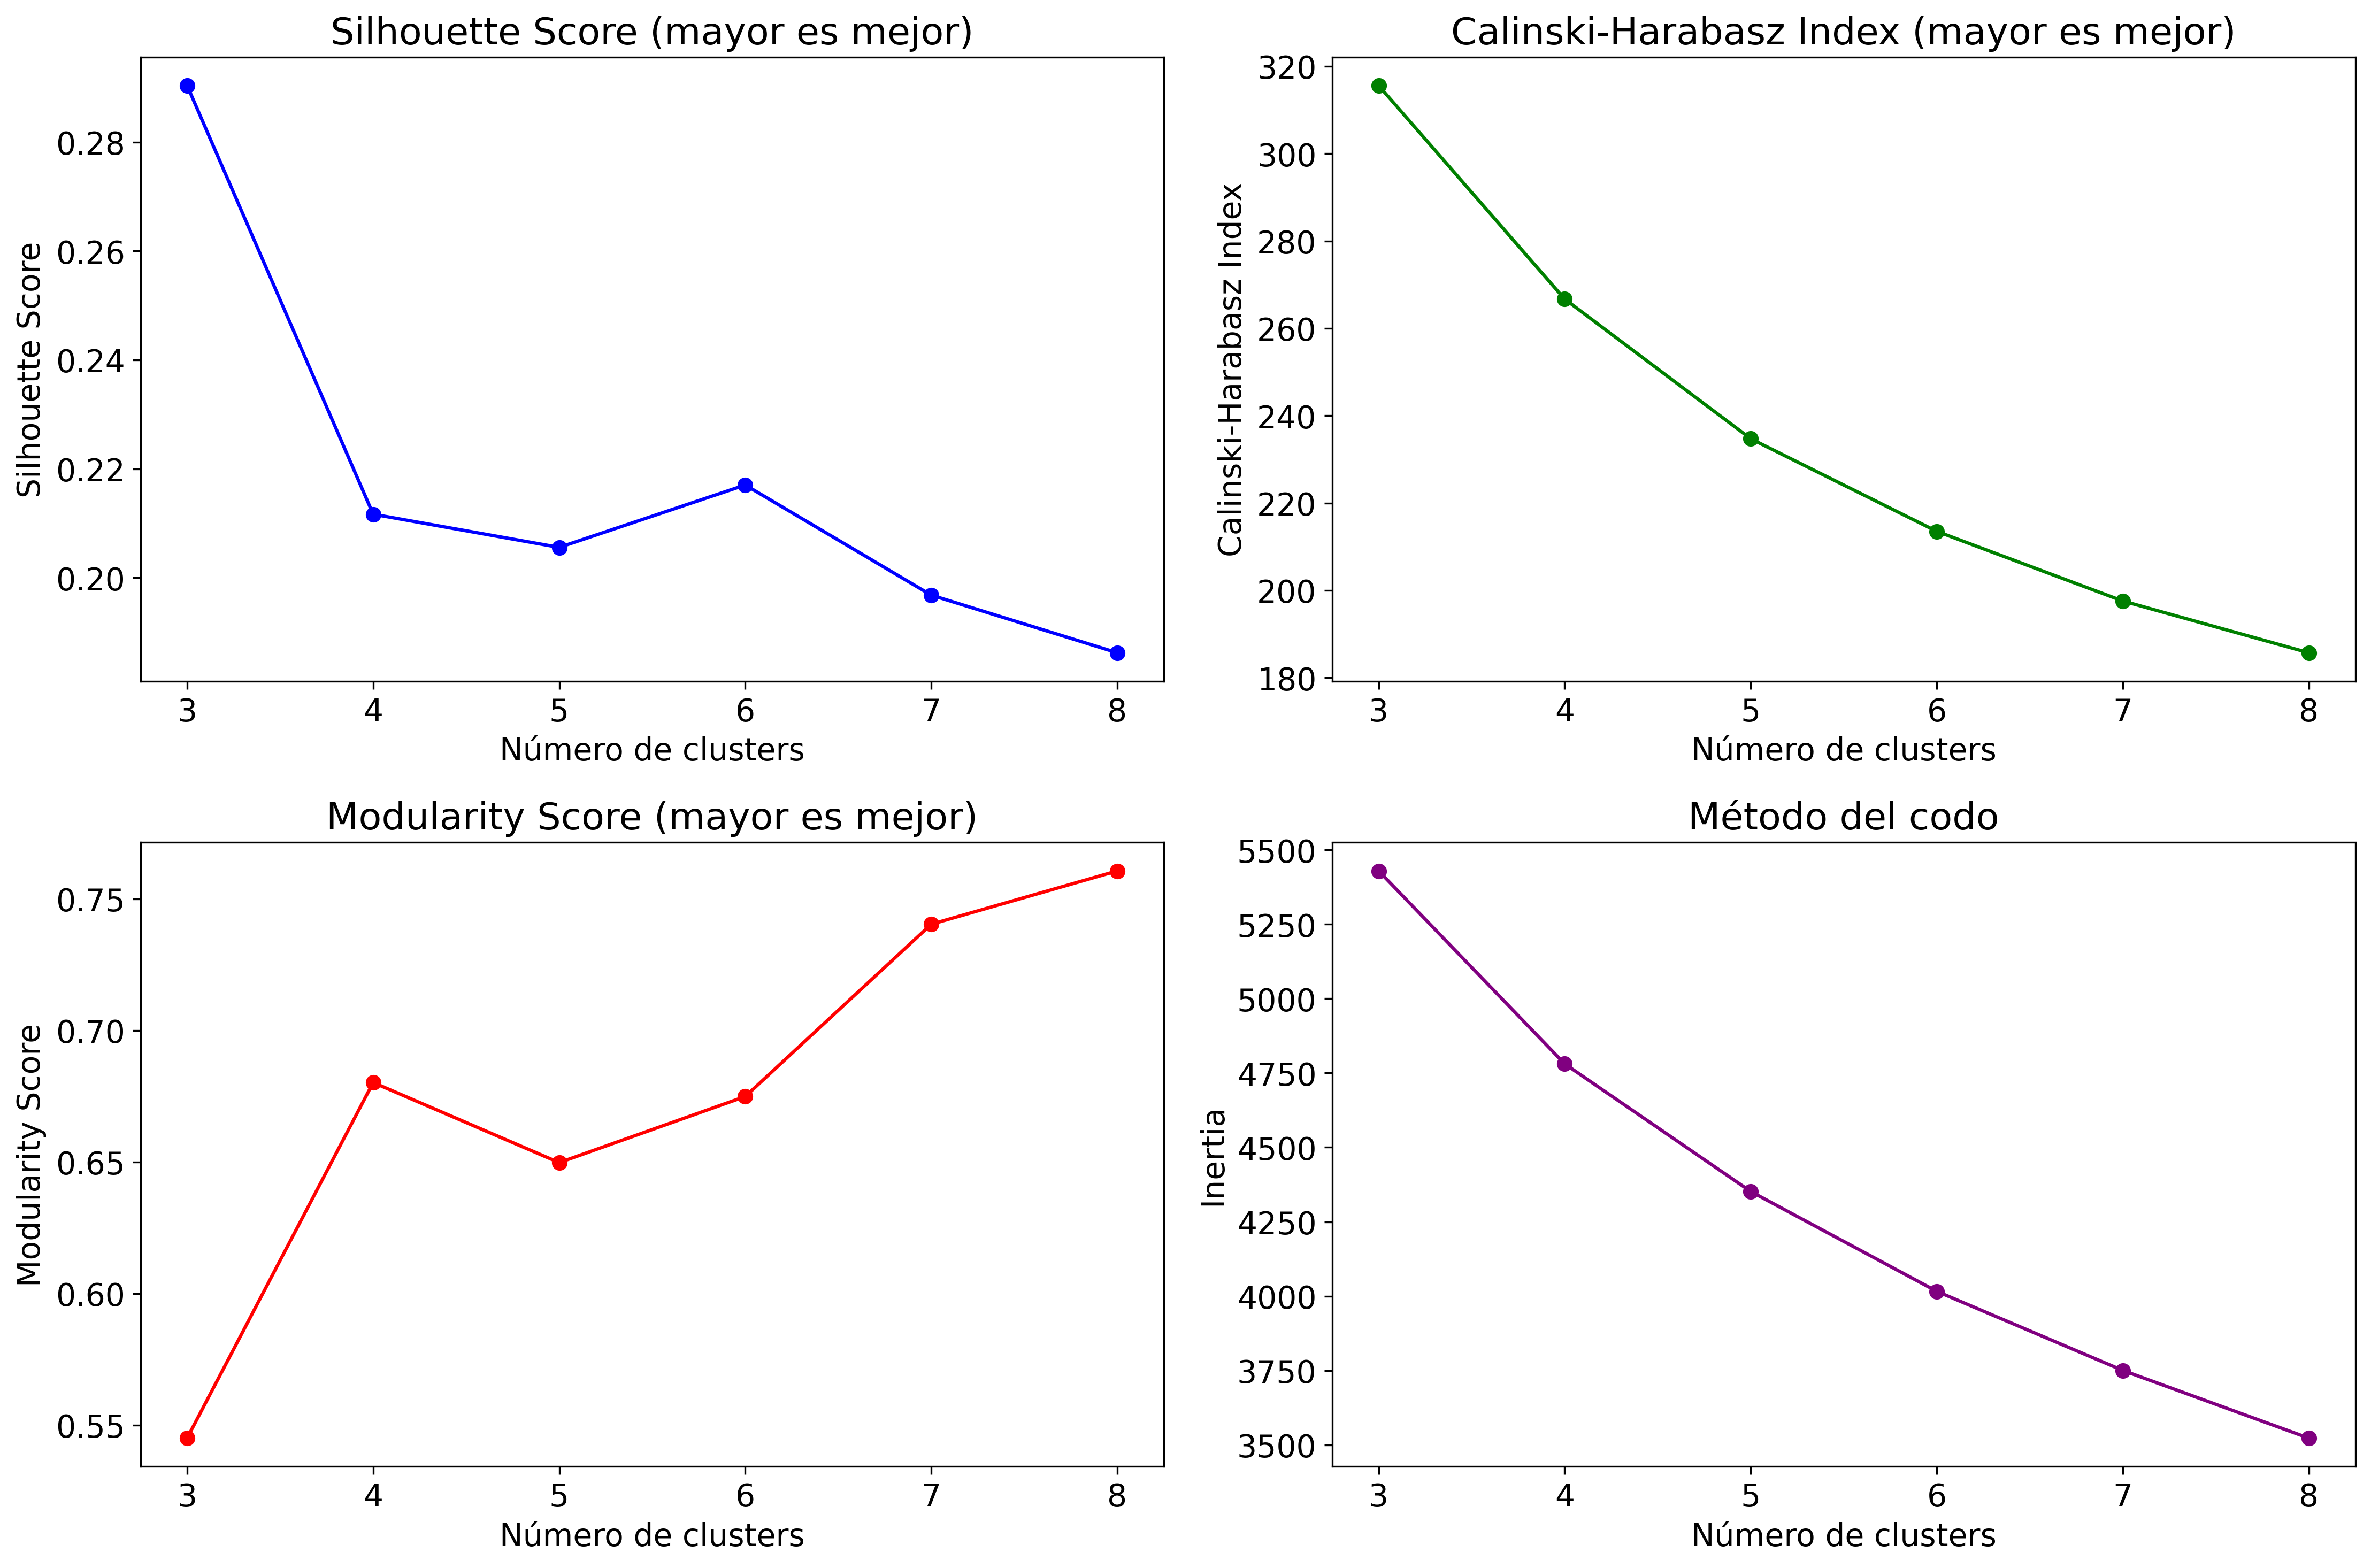 Silhouette Score (mayor es mejor)
Silhouette Score
0.28
0.26
0.24
0.22
0.20
3 4 5 6 7 8
Número de clusters
Calinski-Harabasz Index (mayor es mejor)
Calinski-Harabasz Index
320
300
280
260
240
220
200
180
3 4 5 6 7 8
Número de clusters
Modularity Score (mayor es mejor)
Modularity Score
0.75
0.70
0.65
0.60
0.55
3 4 5 6 7 8
Número de clusters
Método del codo
Inertia
5500
5250
5000
4750
4500
4250
4000
3750
3500
3 4 5 6 7 8
Número de clusters